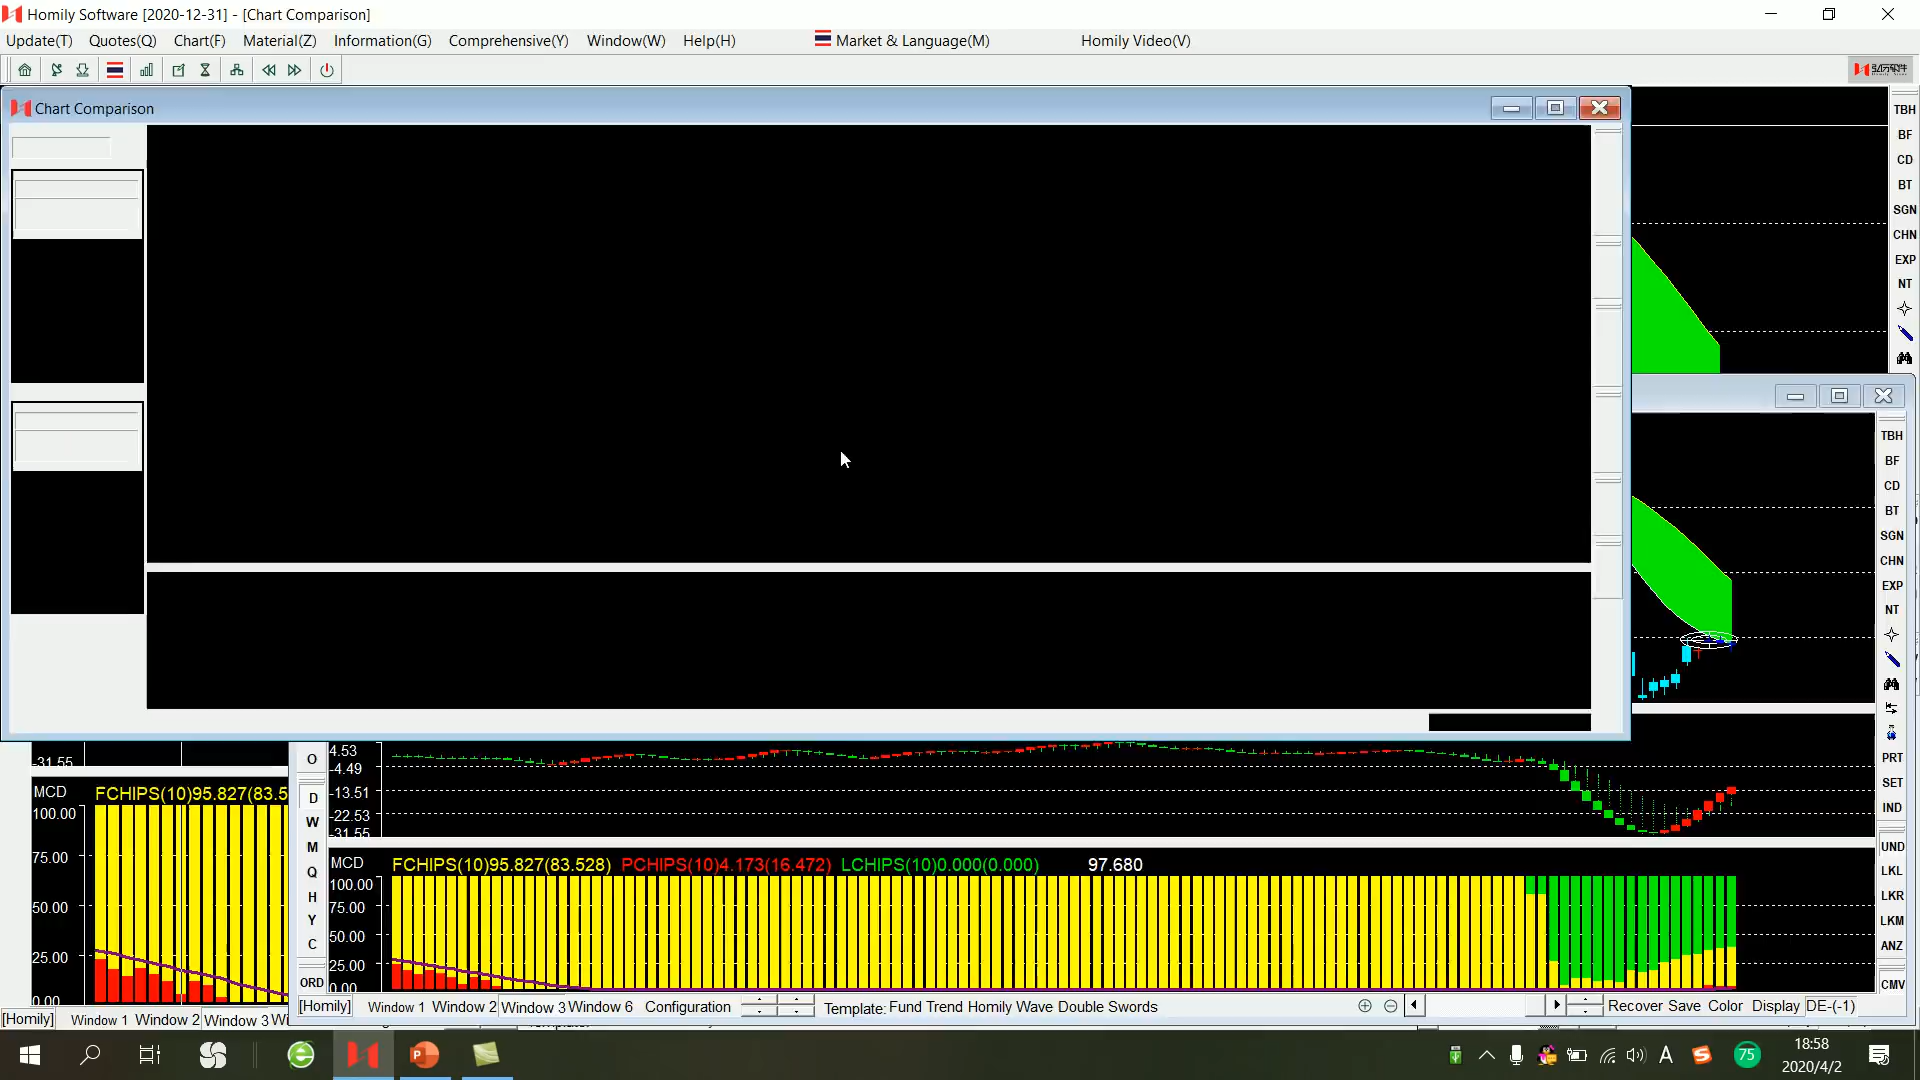 Homily Software [2020-12-31] - [Chart Comparison]
Update(T) Quotes(Q) Chart(F) Material(Z) Information(G) Comprehensive(Y) Window(W) Help(H) Market & Language(M) Homily Video(V)
弘历软件
Chart Comparison
TBH
BF
CD
BT
SGN
CHN
EXP
NT
TBH
BF
CD
BT
SGN
CHN
EXP
NT
PRT
SET
IND
UND
LKL
LKR
LKM
ANZ
CMV
-31.55
MCD FCHIPS(10)95.827(83.5
100.00
75.00
50.00
25.00
0.00
O
D
W
M
Q
H
Y
C
ORD
4.53
-4.49
-13.51
-22.53
-31.55
MCD FCHIPS(10)95.827(83.528) PCHIPS(10)4.173(16.472) LCHIPS(10)0.000(0.000) 97.680
100.00
75.00
50.00
25.00
0.00
[Homily] Window 1 Window 2 Window 3 Window 6 Configuration Template: Fund Trend Homily Wave Double Swords Recover Save Color Display DE-(-1)
[Homily] Window 1 Window 2 Window 3 Wi
A 75
18:58
2020/4/2